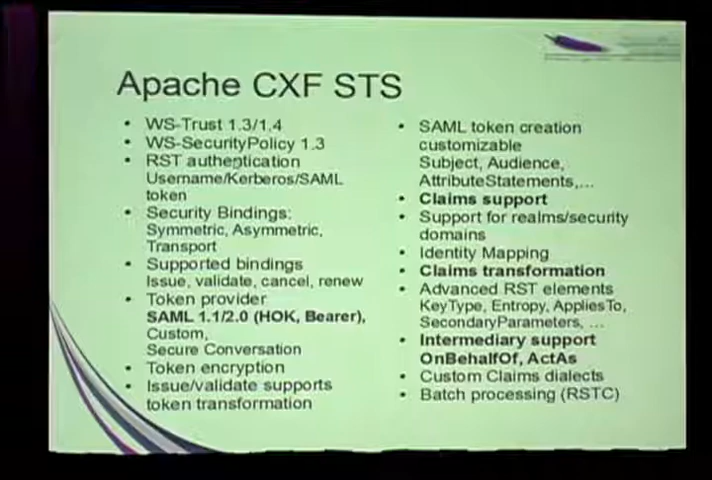 Apache CXF STS
• WS-Trust 1.3/1.4
• WS-SecurityPolicy 1.3
• RST authentication
Username/Kerberos/SAML
token
• Security Bindings:
Symmetric, Asymmetric,
Transport
• Supported bindings
Issue, validate, cancel, renew
• Token provider
SAML 1.1/2.0 (HOK, Bearer),
Custom,
Secure Conversation
• Token encryption
• Issue/validate supports
token transformation
• SAML token creation
customizable
Subject, Audience,
AttributeStatements,...
• Claims support
• Support for realms/security
domains
• Identity Mapping
• Claims transformation
• Advanced RST elements
KeyType, Entropy, AppliesTo,
SecondaryParameters, ...
• Intermediary support
OnBehalfOf, ActAs
• Custom Claims dialects
• Batch processing (RSTC)